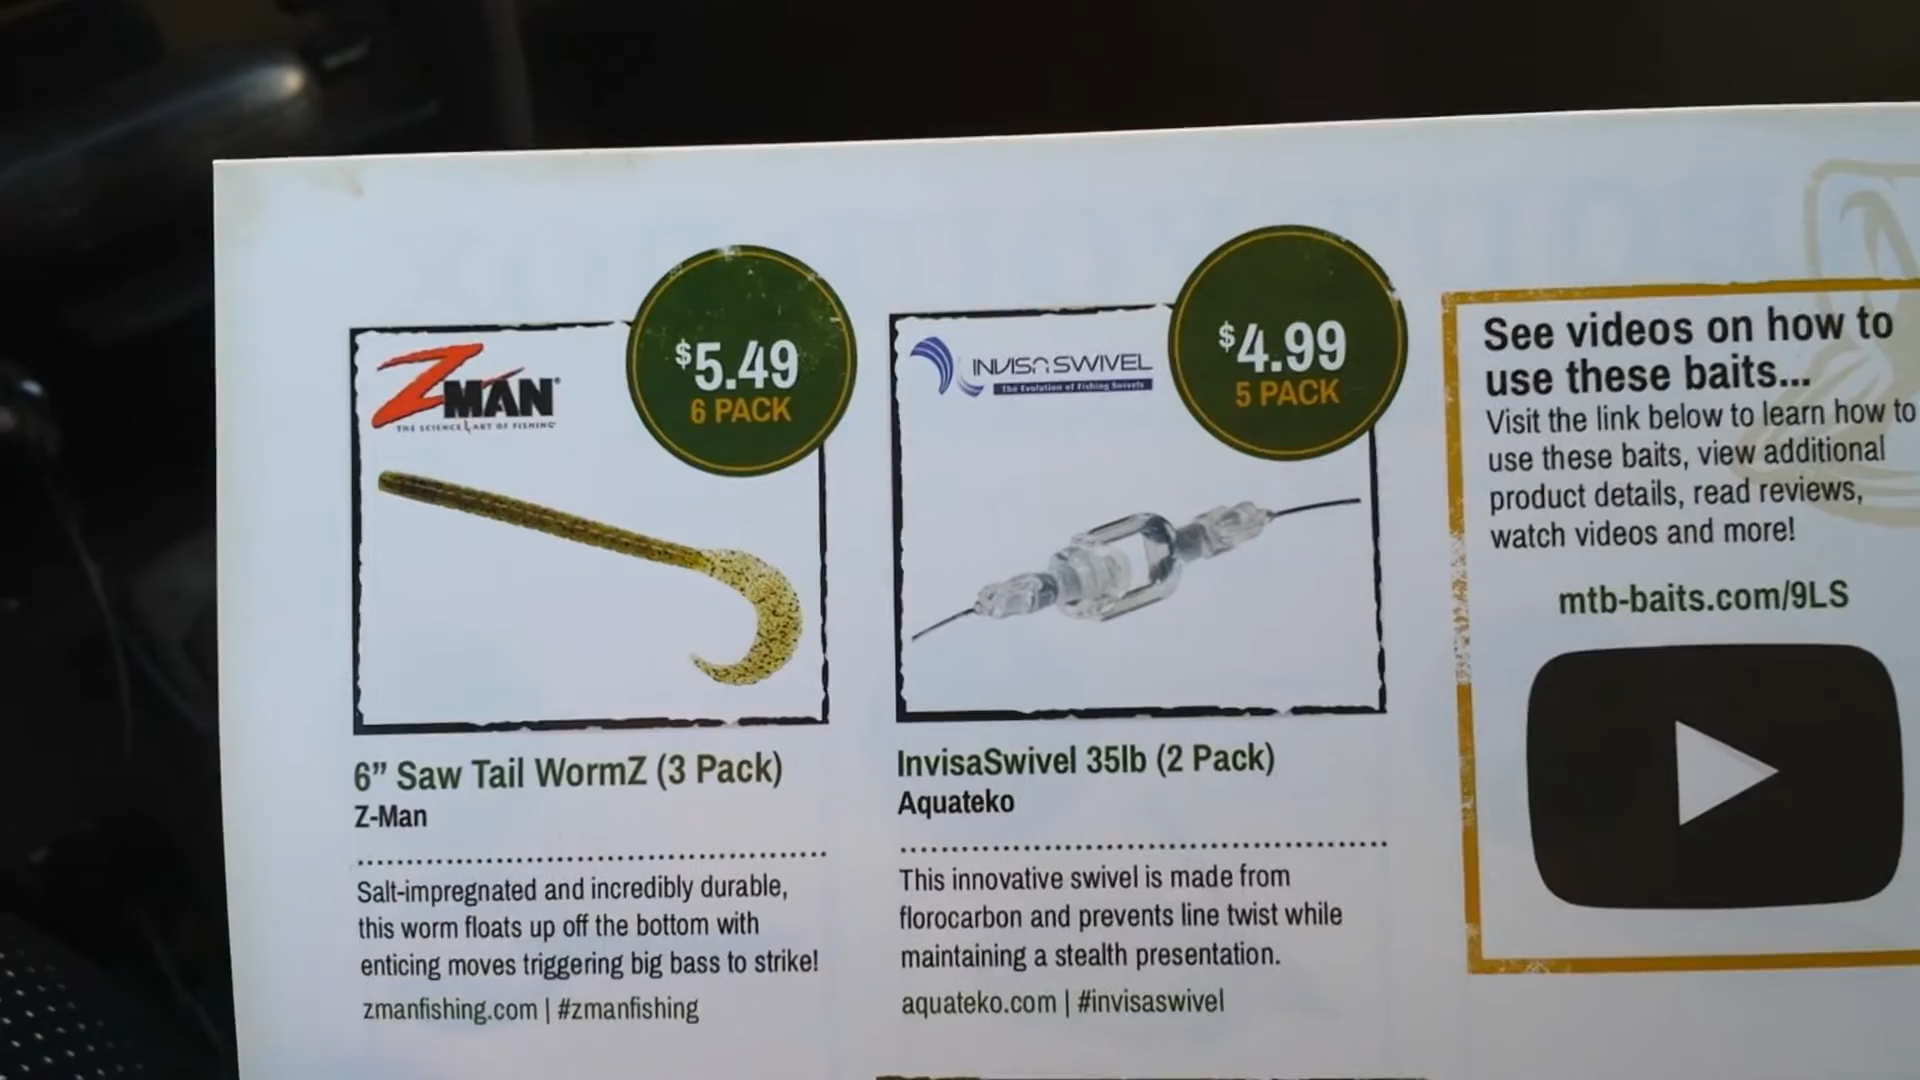 ZMAN
THE SCIENCE & ART OF FISHING
$5.49
6 PACK
6” Saw Tail WormZ (3 Pack)
Z-Man
Salt-impregnated and incredibly durable,
this worm floats up off the bottom with
enticing moves triggering big bass to strike!
zmanfishing.com | #zmanfishing
INVISA SWIVEL
The Evolution of Fishing Swivels
$4.99
5 PACK
InvisaSwivel 35lb (2 Pack)
Aquateko
This innovative swivel is made from
florocarbon and prevents line twist while
maintaining a stealth presentation.
aquateko.com | #invisaswivel
See videos on how to
use these baits...
Visit the link below to learn how to
use these baits, view additional
product details, read reviews,
watch videos and more!
mtb-baits.com/9LS